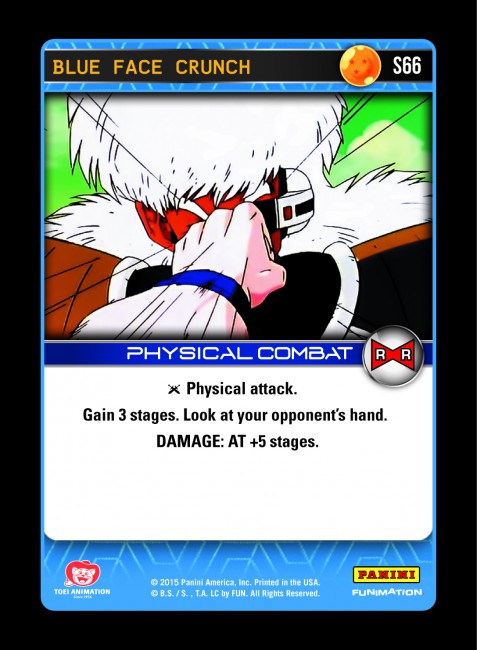 BLUE FACE CRUNCH
S66
PHYSICAL COMBAT
R R
Physical attack.
Gain 3 stages. Look at your opponent's hand.
DAMAGE: AT +5 stages.
TOEI ANIMATION
© 2015 Panini America, Inc. Printed in the USA.
© B.S. / S. , T.A. LC by FUN. All Rights Reserved.
PANINI
FUNIMATION